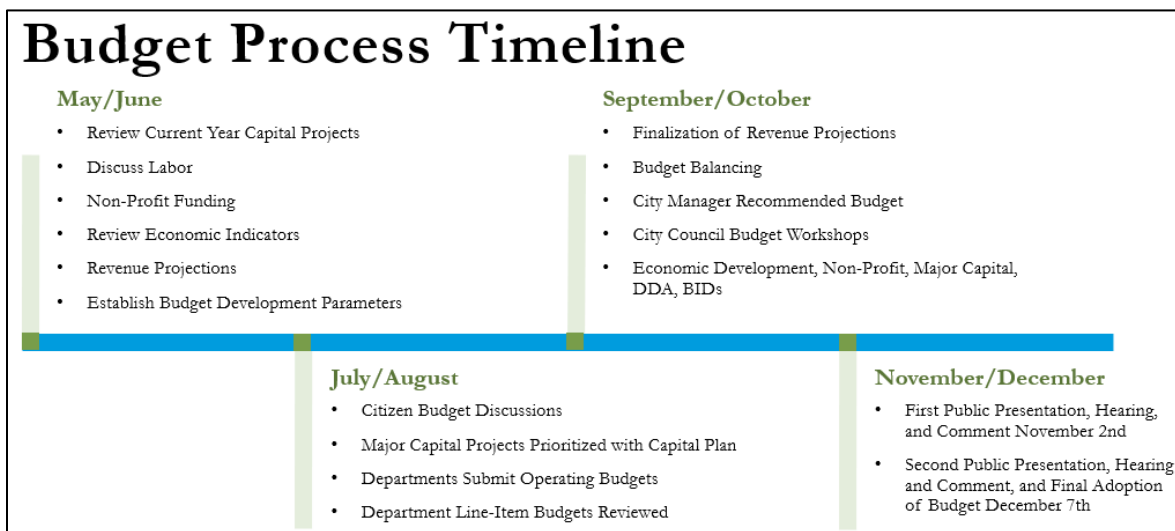 Budget Process Timeline
May/June
• Review Current Year Capital Projects
• Discuss Labor
• Non-Profit Funding
• Review Economic Indicators
• Revenue Projections
• Establish Budget Development Parameters
September/October
• Finalization of Revenue Projections
• Budget Balancing
• City Manager Recommended Budget
• City Council Budget Workshops
• Economic Development, Non-Profit, Major Capital,
DDA, BIDs
July/August
• Citizen Budget Discussions
• Major Capital Projects Prioritized with Capital Plan
• Departments Submit Operating Budgets
• Department Line-Item Budgets Reviewed
November/December
• First Public Presentation, Hearing,
and Comment November 2nd
• Second Public Presentation, Hearing
and Comment, and Final Adoption
of Budget December 7th